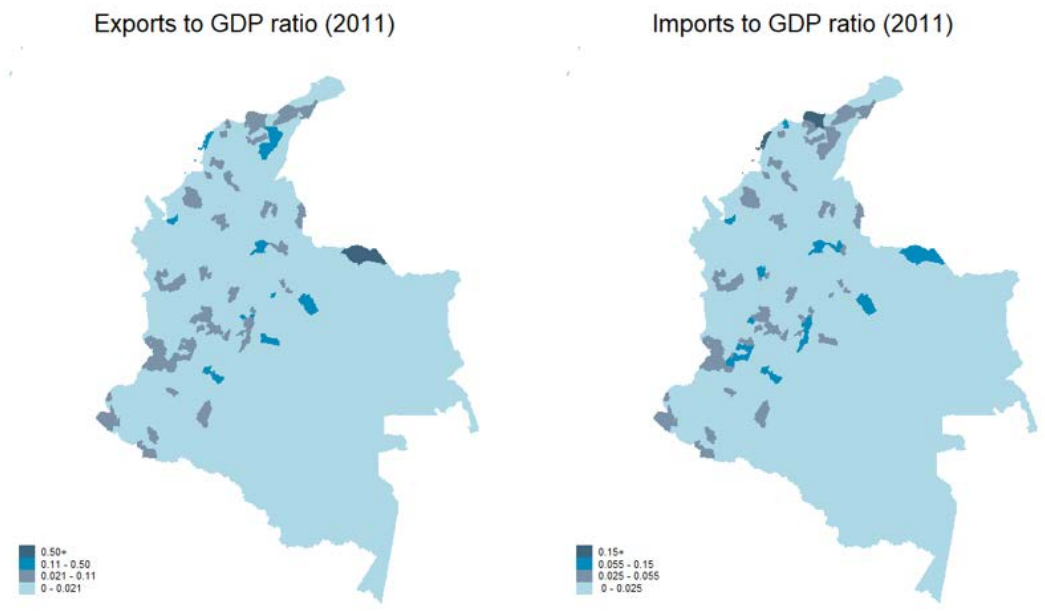 Exports to GDP ratio (2011)
Imports to GDP ratio (2011)
0.50+
0.11 - 0.50
0.021 - 0.11
0 - 0.021
0.15+
0.055 - 0.15
0.025 - 0.055
0 - 0.025